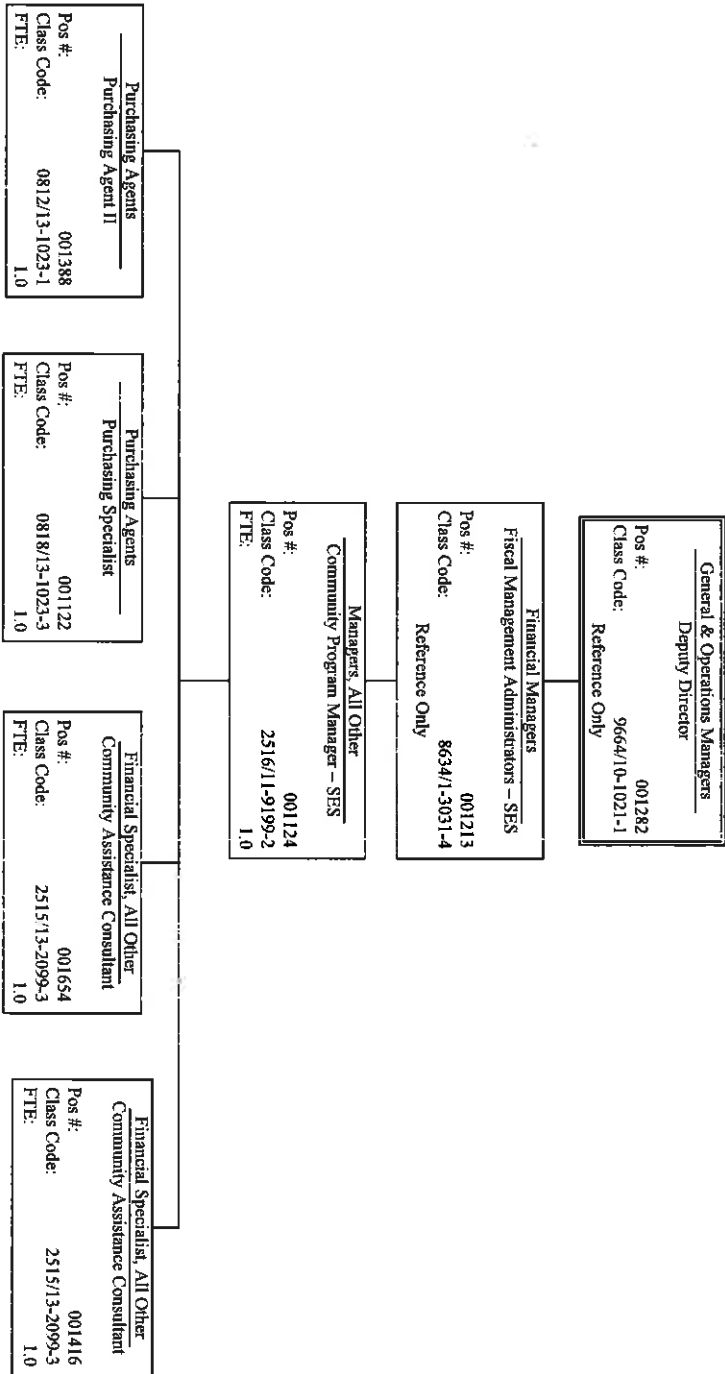 General & Operations Managers
Deputy Director
Pos #: 001282
Class Code: 9664/10-1021-1
Reference Only
Financial Managers
Fiscal Management Administrators – SES
Pos #: 001213
Class Code: 8634/1-3031-4
Reference Only
Managers, All Other
Community Program Manager – SES
Pos #: 001124
Class Code: 2516/11-9199-2
FTE: 1.0
Purchasing Agents
Purchasing Agent II
Pos #: 001388
Class Code: 0812/13-1023-1
FTE: 1.0
Purchasing Agents
Purchasing Specialist
Pos #: 001122
Class Code: 0818/13-1023-3
FTE: 1.0
Financial Specialist, All Other
Community Assistance Consultant
Pos #: 001654
Class Code: 2515/13-2099-3
FTE: 1.0
Financial Specialist, All Other
Community Assistance Consultant
Pos #: 001416
Class Code: 2515/13-2099-3
FTE: 1.0